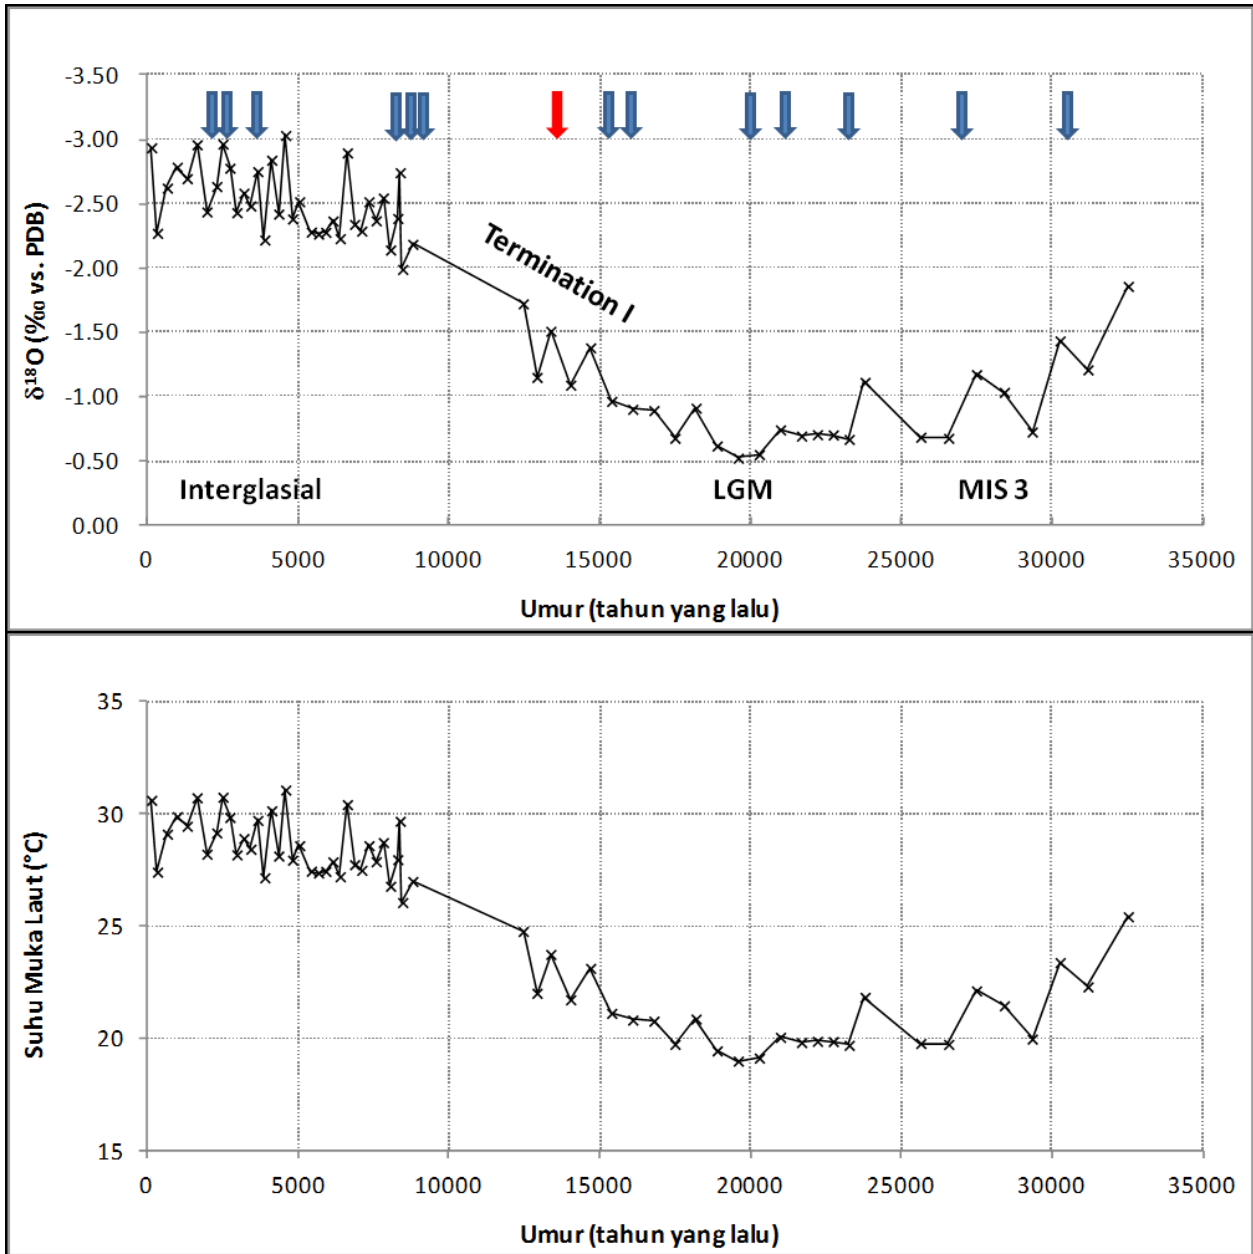 -3.50
-3.00
-2.50
-2.00
-1.50
-1.00
-0.50
0.00
δ¹⁸O (‰ vs. PDB)
Termination I
Interglasial LGM MIS 3
0 5000 10000 15000 20000 25000 30000 35000
Umur (tahun yang lalu)
35
30
25
20
15
Suhu Muka Laut (°C)
0 5000 10000 15000 20000 25000 30000 35000
Umur (tahun yang lalu)